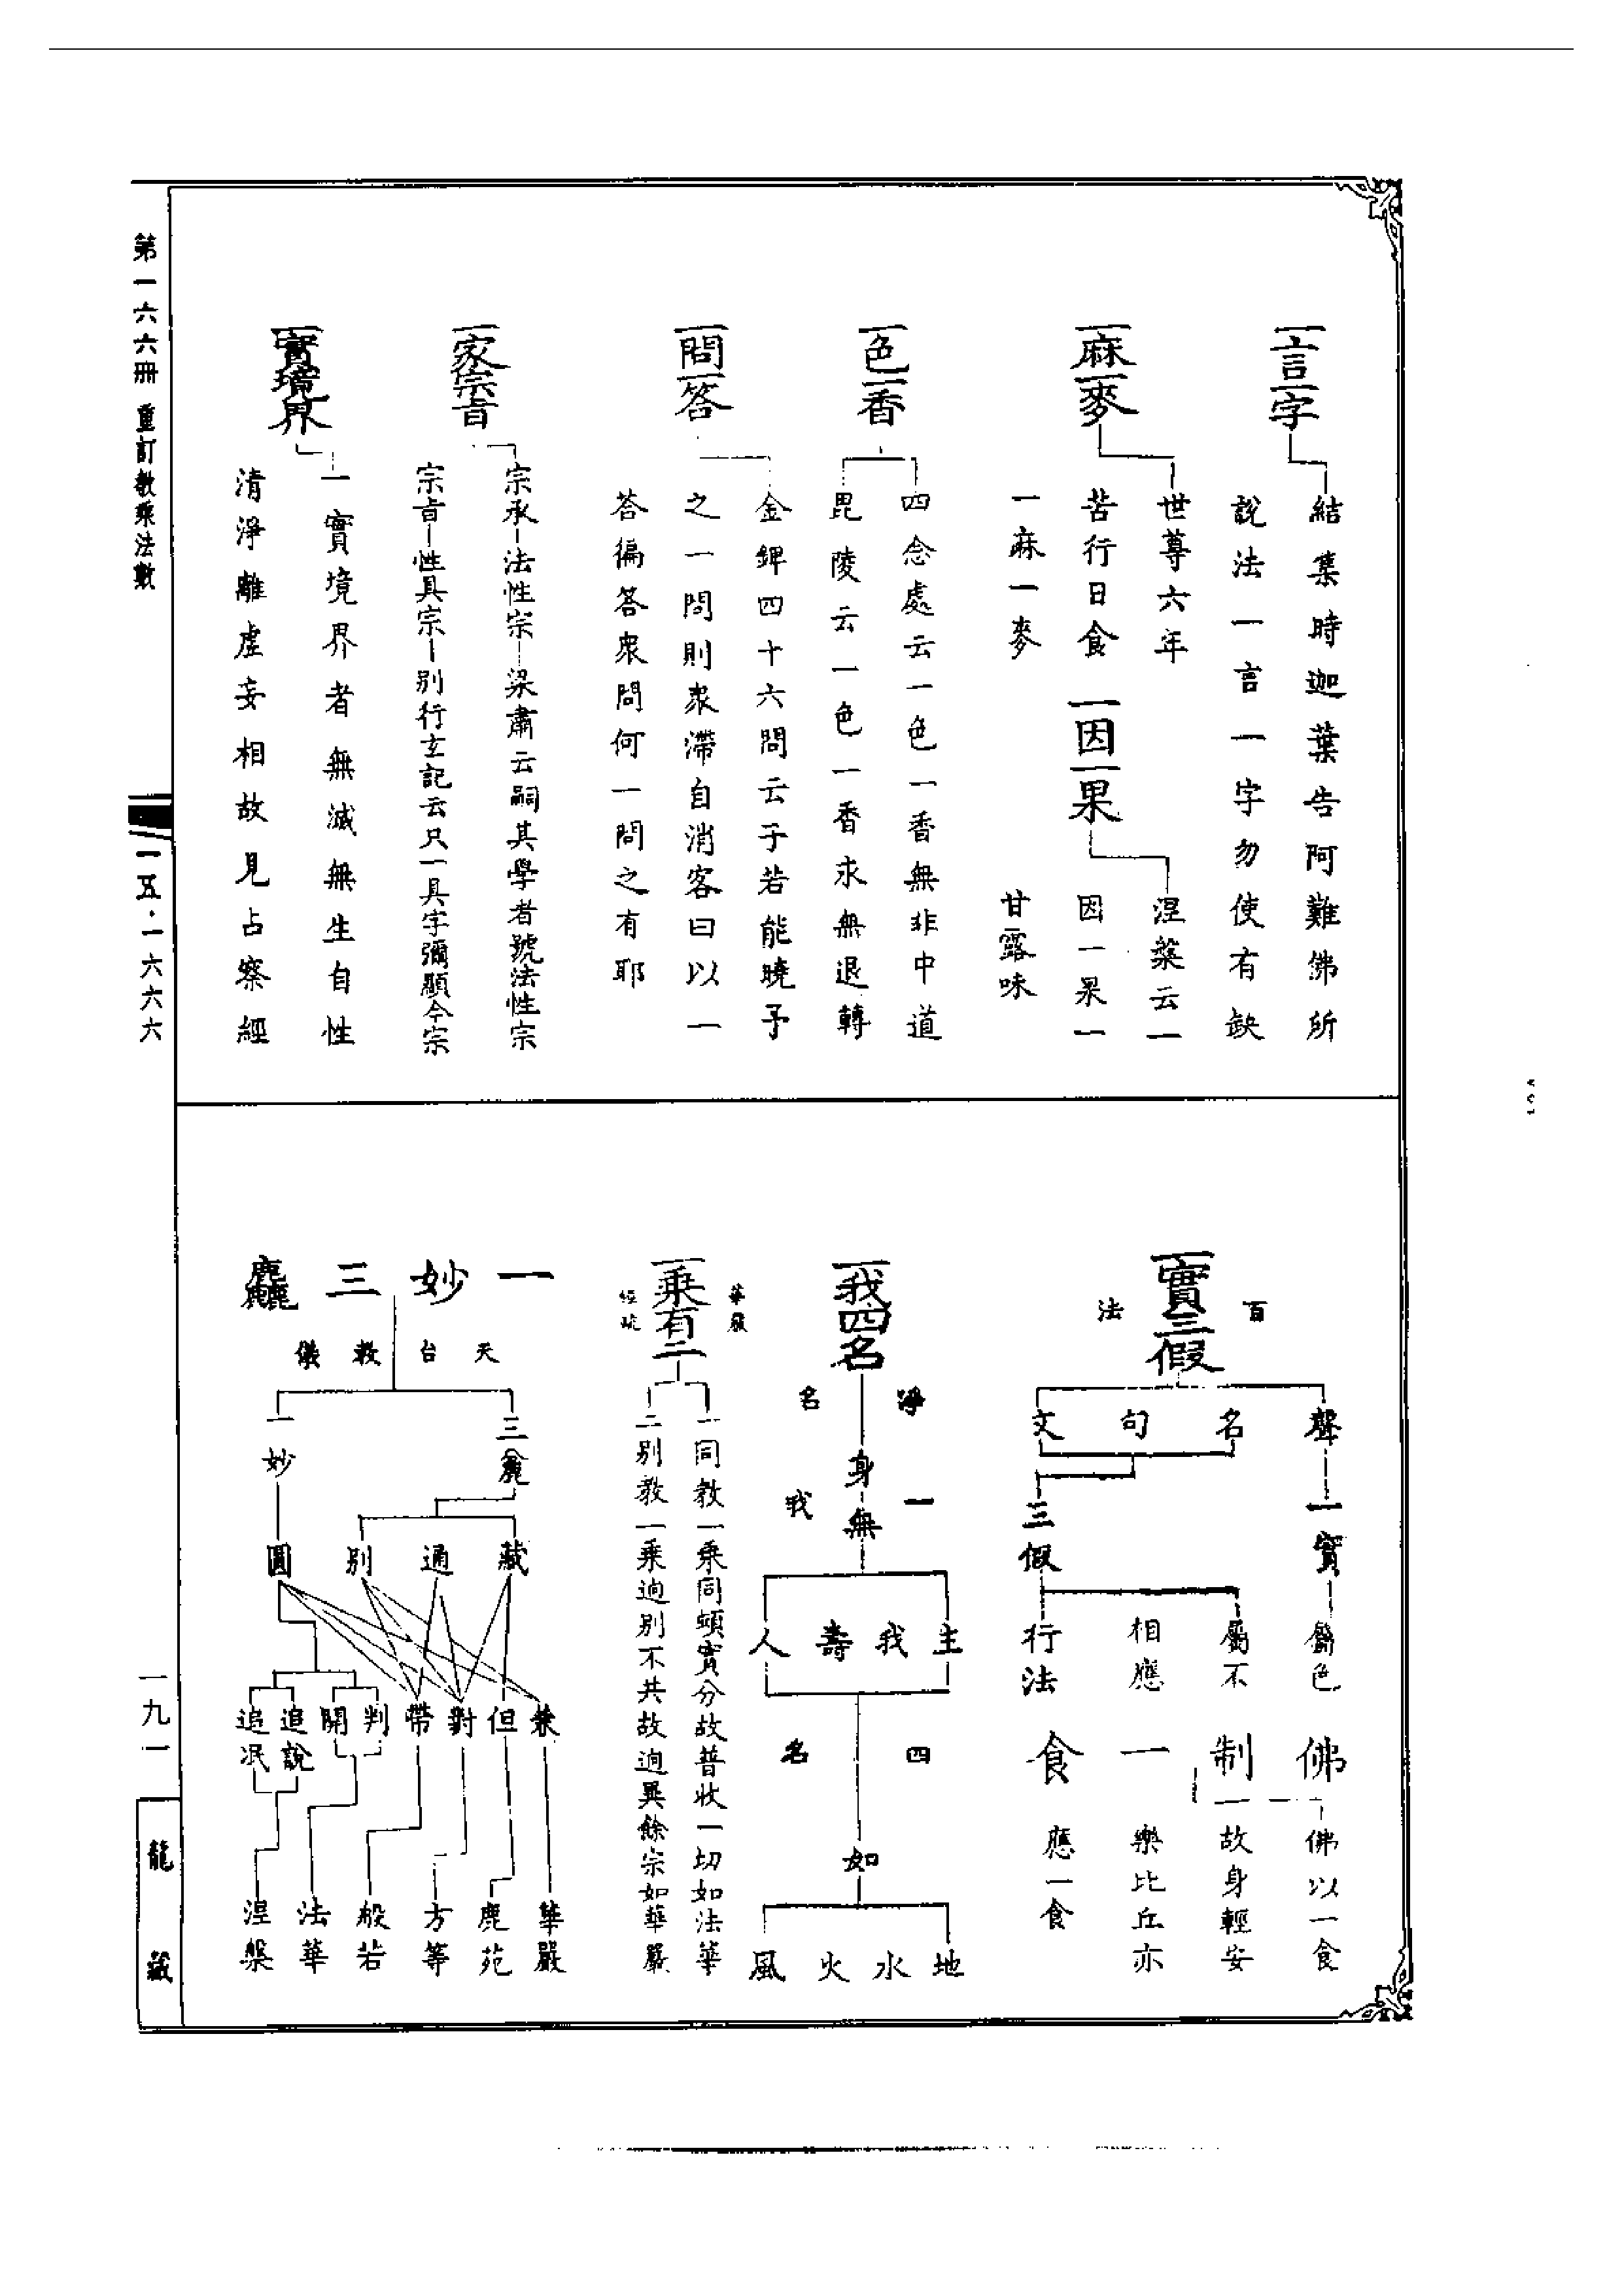 一言一字
結集時迦葉告阿難佛所
說法一言一字勿使有缺
一麻一麥
世尊六年
苦行日食
一麻一麥
一因一果
涅槃云一
因一果一
甘露味
一色一香
四念處云一色一香無非中道
毘陵云一色一香永無退轉
一問一答
金錍四十六問云子若能曉予
之一問則眾滯自消客曰以一
答徧答眾問何一問之有耶
一家宗旨
宗承-法性宗-梁肅云嗣其學者號法性宗
宗旨-性具宗-別行玄記云只一具字彌顯今宗
一實境界
一實境界者無滅無生自性
清淨離虛妄相故見占察經
一實三假
百法
聲 名 句 文
一實
三假
屬色
屬不
相應
行法
佛制一食
佛以一食
故身輕安
樂比丘亦
應一食
一我四名
淨名
身無
一我
主 我 壽 人
四名
如
地 水 火 風
一乘有二
華嚴
經疏
一同教一乘同頓實分故普收一切如法華
二別教一乘逈別不共故逈異餘宗如華嚴
一妙三麤
天台教儀
三麤
一妙
藏 通 別 圓
兼 但 對 帶 判 開 追說 追泯
華嚴 鹿苑 方等 般若 法華 涅槃
第一六六冊 重訂教乘法數
一五·一六六六
一九一
龍藏